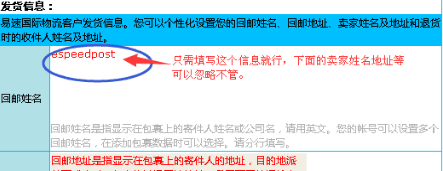 发货信息：
易速国际物流客户发货信息。您可以个性化设置您的回邮姓名、回邮地址、卖家姓名及地址和退货
时的收件人姓名及地址。
espeedpost
只需填写这个信息就行，下面的卖家姓名地址等
可以忽略不管。
回邮姓名
回邮姓名是指显示在包裹上的寄件人姓名或公司名，请用英文。您的帐号可以设置多个
回邮姓名，在添加包裹数据时可以选择。请分行填写。
回邮地址是指显示在包裹上的寄件人的地址，目的地派